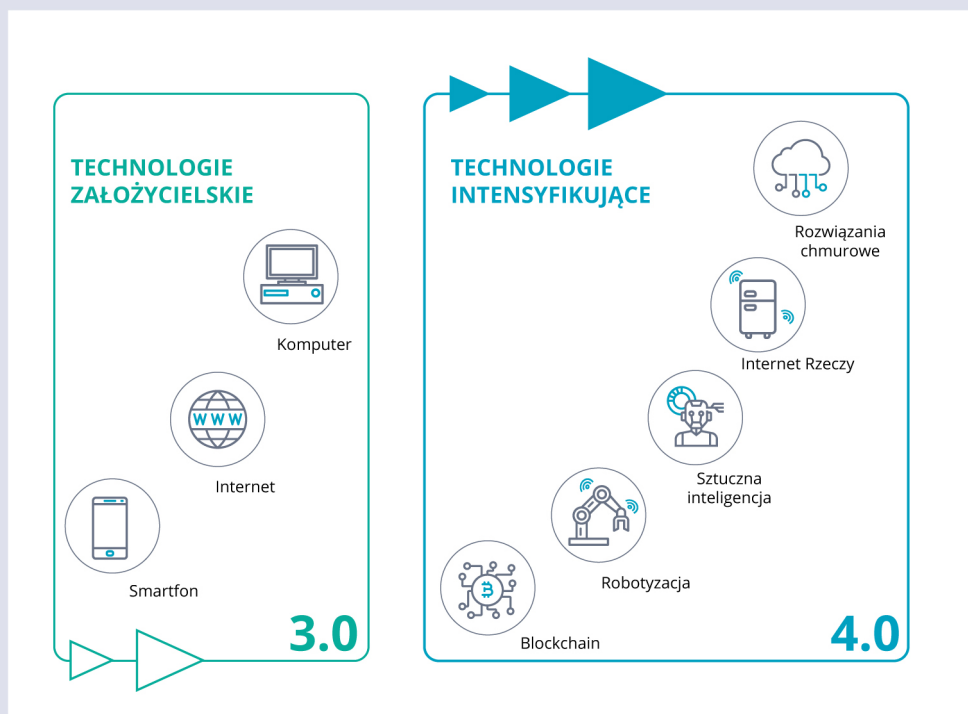 TECHNOLOGIE
ZAŁOŻYCIELSKIE
Komputer
WWW
Internet
Smartfon
3.0
TECHNOLOGIE
INTENSYFIKUJĄCE
Rozwiązania
chmurowe
Internet Rzeczy
Sztuczna
inteligencja
Robotyzacja
Blockchain
4.0